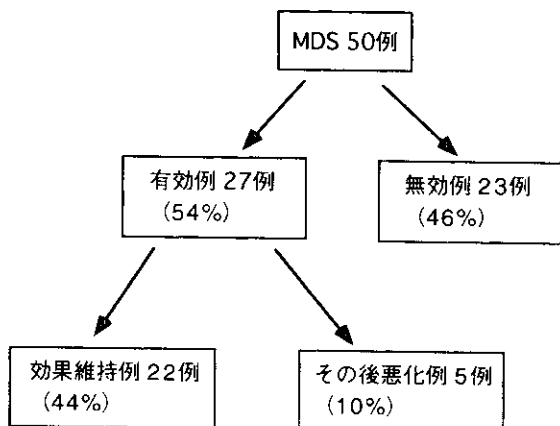 MDS 50例
有効例 27例
(54%)
無効例 23例
(46%)
効果維持例 22例
(44%)
その後悪化例 5例
(10%)